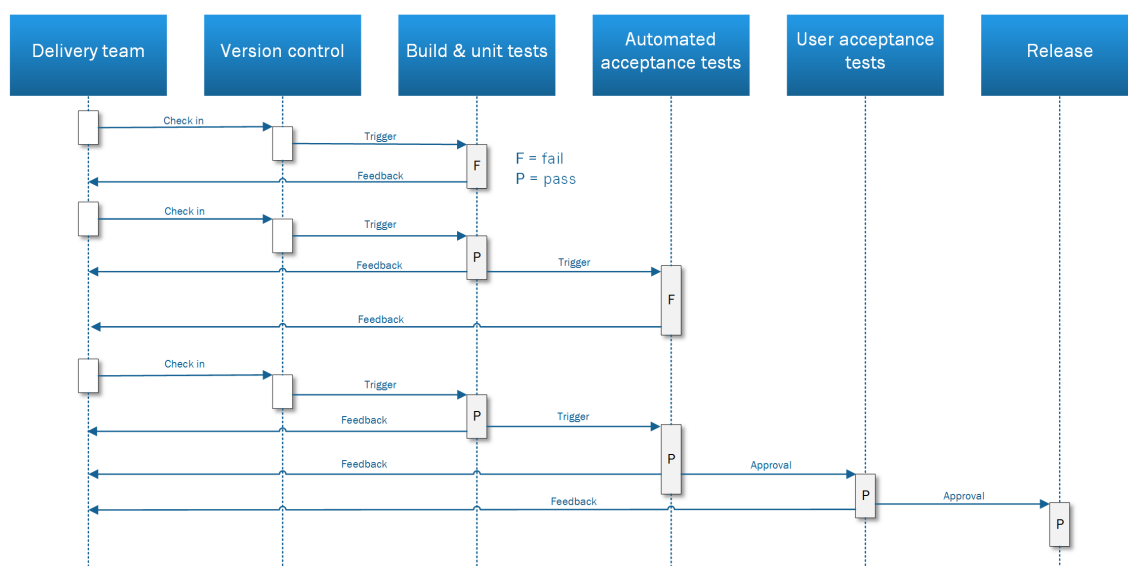 Delivery team
Version control
Build & unit tests
Automated
acceptance tests
User acceptance
tests
Release
Check in
Trigger
F
F = fail
P = pass
Feedback
Check in
Trigger
P
Feedback
Trigger
F
Feedback
Check in
Trigger
P
Feedback
Trigger
P
Feedback
Approval
P
Feedback
Approval
P